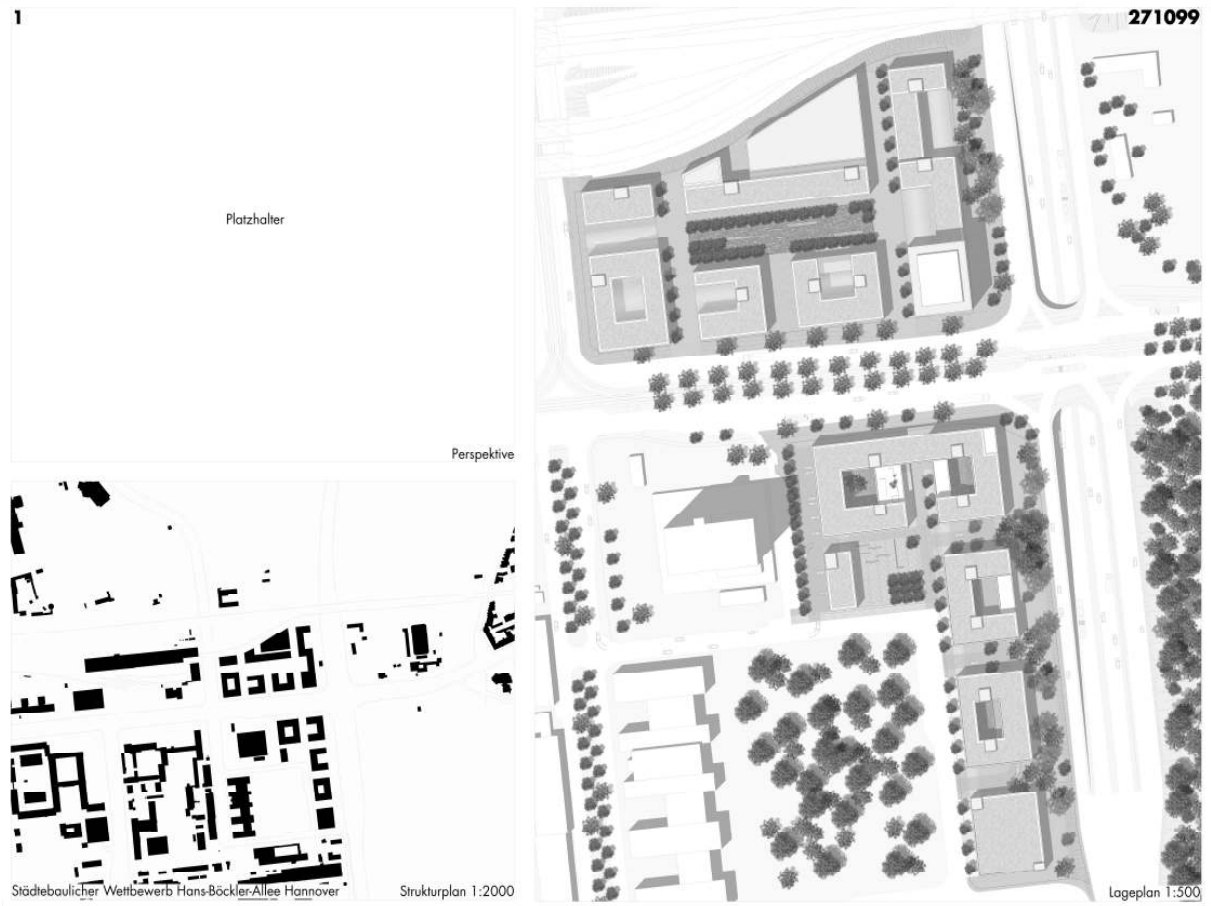 1
271099
Platzhalter
Perspektive
Städtebaulicher Wettbewerb Hans-Böckler-Allee Hannover
Strukturplan 1:2000
Lageplan 1:500